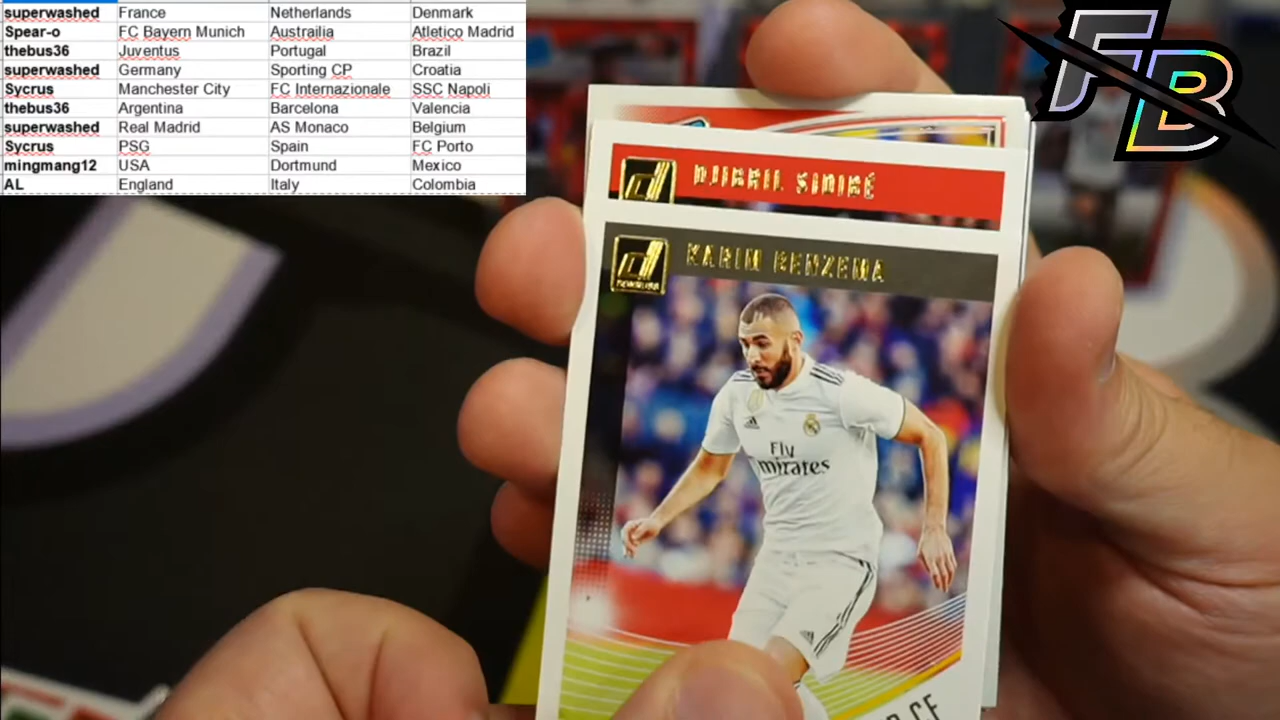 superwashed France Netherlands Denmark
Spear-o FC Bayern Munich Austrailia Atletico Madrid
thebus36 Juventus Portugal Brazil
superwashed Germany Sporting CP Croatia
Sycrus Manchester City FC Internazionale SSC Napoli
thebus36 Argentina Barcelona Valencia
superwashed Real Madrid AS Monaco Belgium
Sycrus PSG Spain FC Porto
mingmang12 USA Dortmund Mexico
AL England Italy Colombia
FB
d DJIBRIL SIDIBÉ
d KARIM BENZEMA
DONRUSS
Fly
Emirates
CF